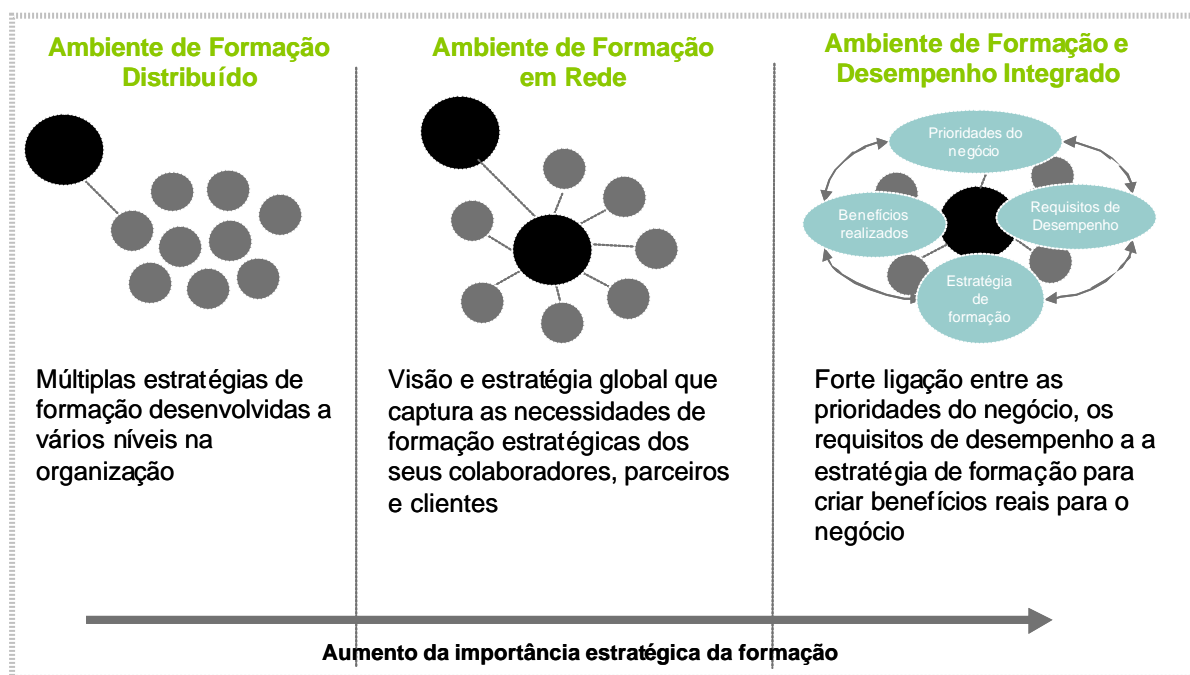 Ambiente de Formação
Distribuído
Múltiplas estratégias de
formação desenvolvidas a
vários níveis na
organização
Ambiente de Formação
em Rede
Visão e estratégia global que
captura as necessidades de
formação estratégicas dos
seus colaboradores, parceiros
e clientes
Ambiente de Formação e
Desempenho Integrado
Prioridades do
negócio
Benefícios
realizados
Requisitos de
Desempenho
Estratégia
de
formação
Forte ligação entre as
prioridades do negócio, os
requisitos de desempenho a a
estratégia de formação para
criar benefícios reais para o
negócio
Aumento da importância estratégica da formação